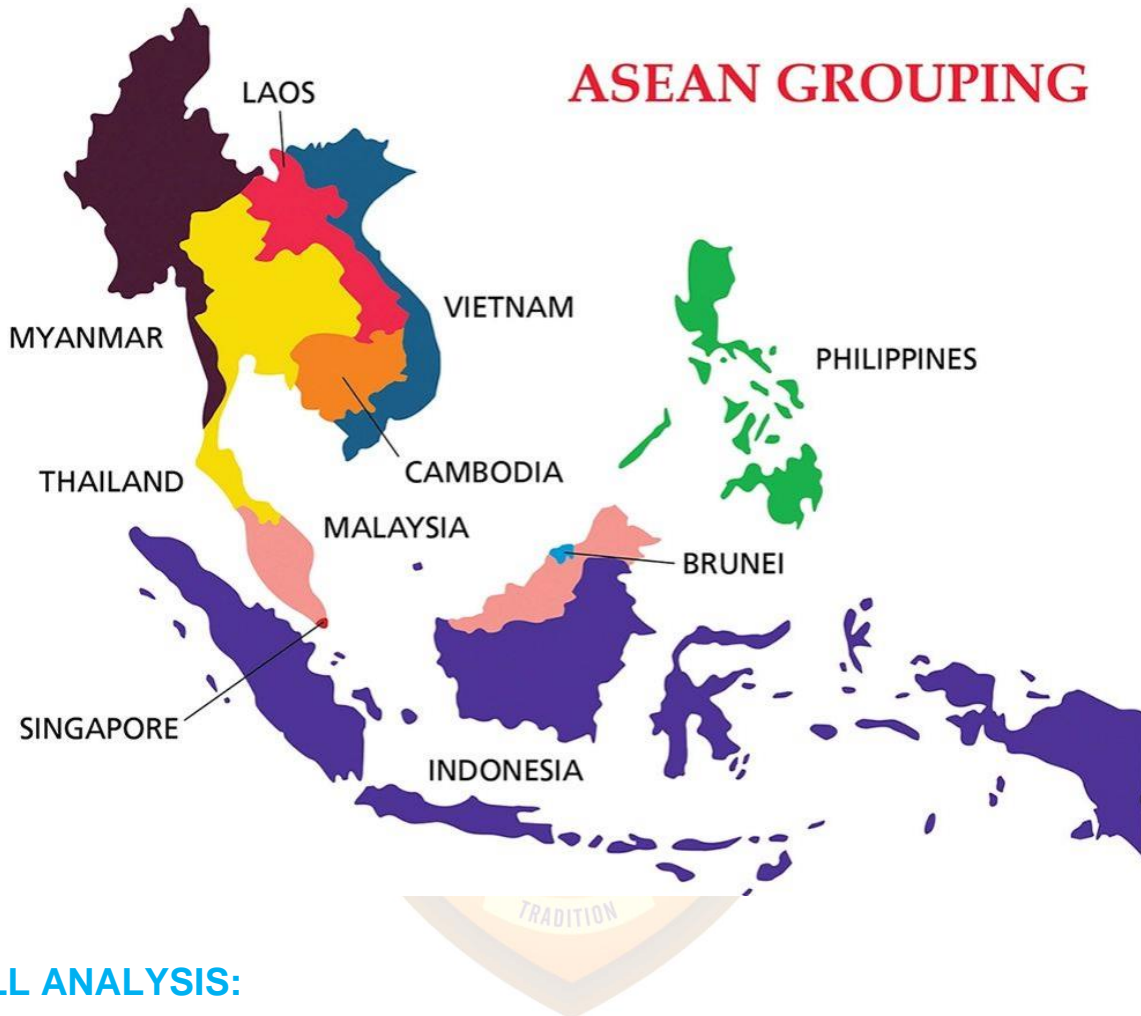 ASEAN GROUPING
LAOS
VIETNAM
MYANMAR
PHILIPPINES
THAILAND
CAMBODIA
MALAYSIA
BRUNEI
SINGAPORE
INDONESIA
TRADITION
LL ANALYSIS: